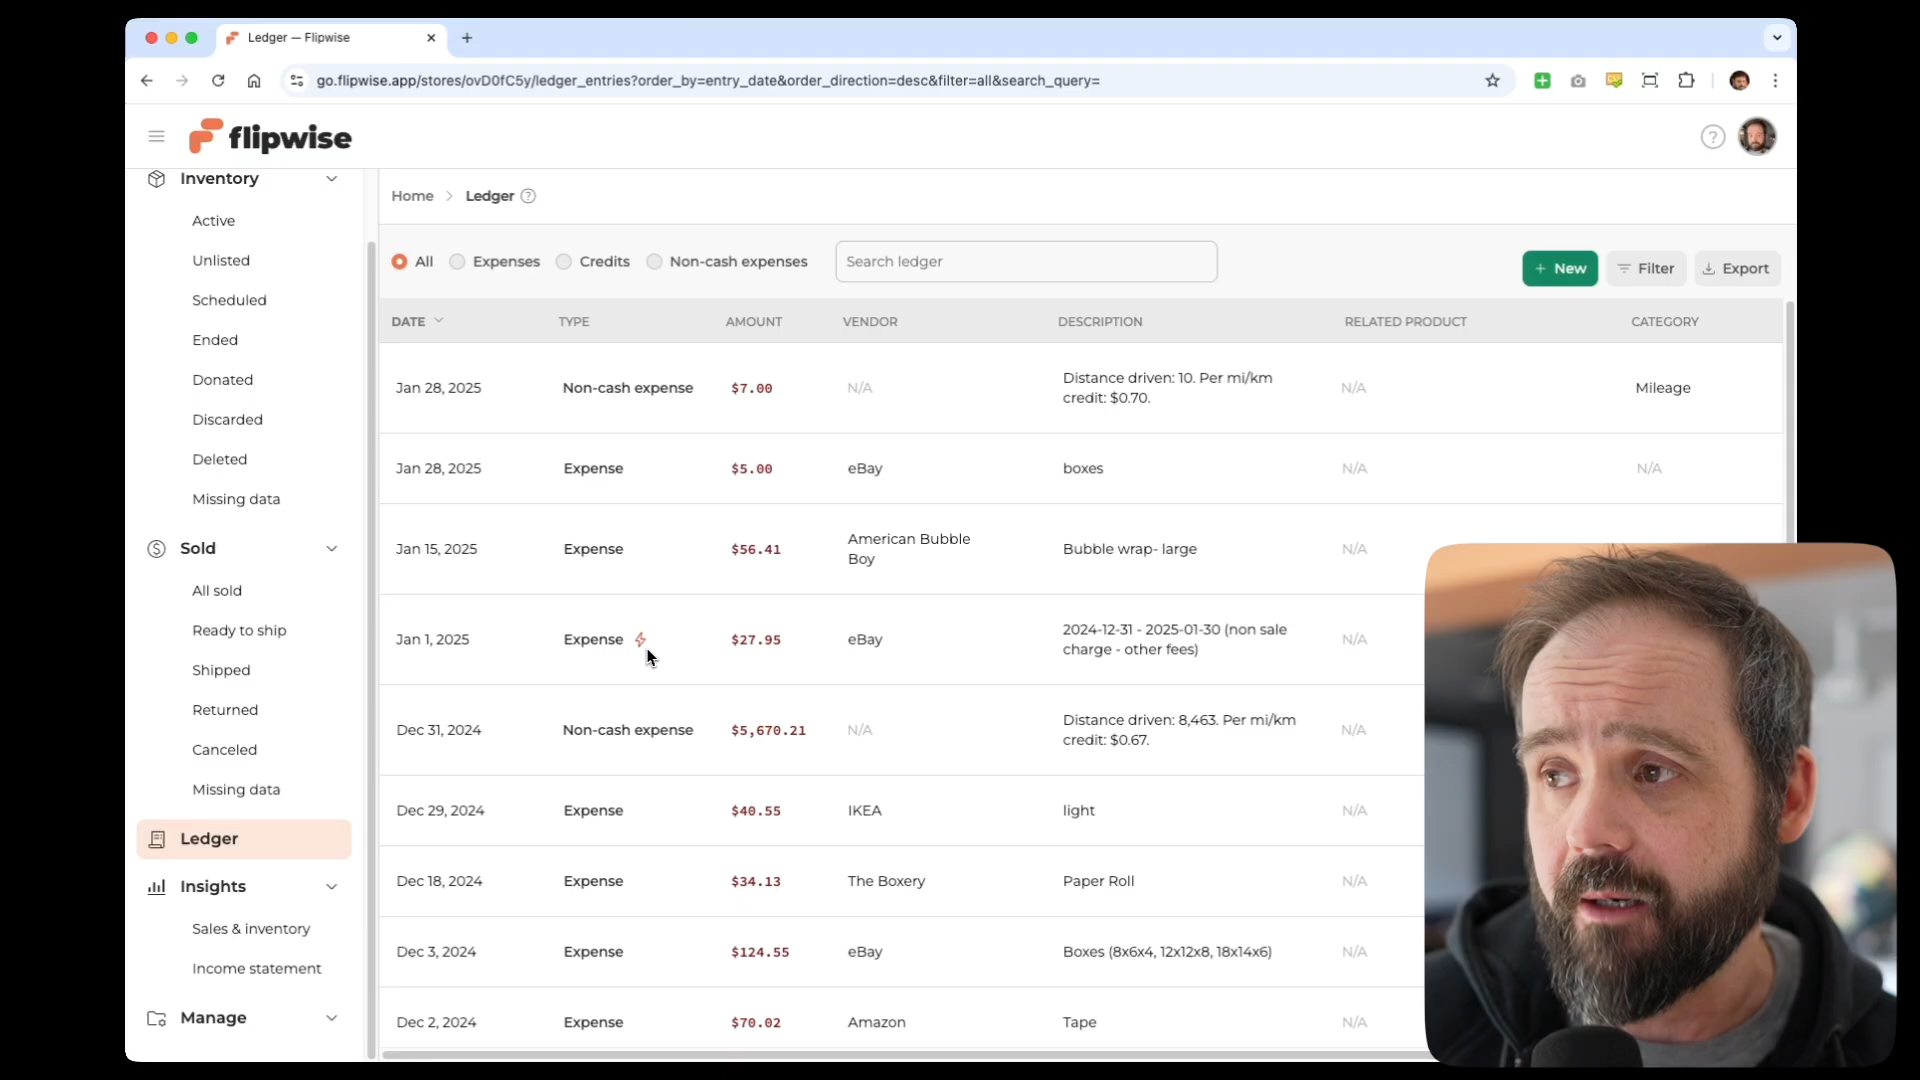 Ledger — Flipwise
go.flipwise.app/stores/ovD0fC5y/ledger_entries?order_by=entry_date&order_direction=desc&filter=all&search_query=
flipwise
Inventory
Active
Unlisted
Scheduled
Ended
Donated
Discarded
Deleted
Missing data
Sold
All sold
Ready to ship
Shipped
Returned
Canceled
Missing data
Ledger
Insights
Sales & inventory
Income statement
Manage
Home > Ledger
All Expenses Credits Non-cash expenses Search ledger + New Filter Export
DATE TYPE AMOUNT VENDOR DESCRIPTION RELATED PRODUCT CATEGORY
Jan 28, 2025 Non-cash expense $7.00 N/A Distance driven: 10. Per mi/km N/A Mileage
credit: $0.70.
Jan 28, 2025 Expense $5.00 eBay boxes N/A N/A
Jan 15, 2025 Expense $56.41 American Bubble Bubble wrap- large N/A
Boy
Jan 1, 2025 Expense $27.95 eBay 2024-12-31 - 2025-01-30 (non sale N/A
charge - other fees)
Dec 31, 2024 Non-cash expense $5,670.21 N/A Distance driven: 8,463. Per mi/km N/A
credit: $0.67.
Dec 29, 2024 Expense $40.55 IKEA light N/A
Dec 18, 2024 Expense $34.13 The Boxery Paper Roll N/A
Dec 3, 2024 Expense $124.55 eBay Boxes (8x6x4, 12x12x8, 18x14x6) N/A
Dec 2, 2024 Expense $70.02 Amazon Tape N/A